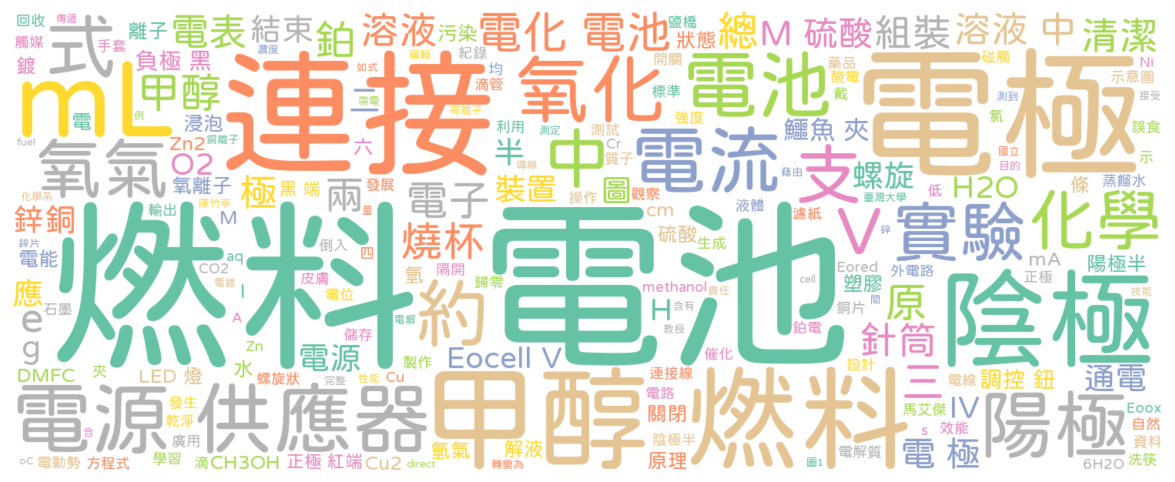 回收 傳遞 電表 結束 鉑 溶液 污染 電化 電池 鹽橋 總 M 硫酸 組裝 溶液 中 清潔
觸媒 手套 式 離子 狀態
鍍 負極 黑 紀錄 開關 藥品 碰觸 Ni
mL 甲醇 連接 濃度 如式 編輯 均 氧化 電池 酸電 電極 示意圖
例 二 帶電 滴管 標準 戴 測到 接受
電 浸泡 銅離子 荷離子 利用 強度 鱷魚 夾 氯 誤食
fuel Zn2 六 測定 測試 電流 國立 示
氧氣 O2 半 導線 中 Cr 質子 支 目的
氧離子 黑 端 發展 裝置 圖 操作 觀察 藉由 螺旋 低 H2O 條 蒸餾水
化學系 陳竹亭 極 兩 量 電子 cm 液體 濾紙 臺灣大學
鋅銅 輸出 M 燒杯 硫酸 V 實驗 鋅 化學
鋅片 燃料 電池 四 生成 外電路 mA 陽極半
電能 aq 倒入 隔開 Eored 正極
應 CO2 皮膚 氫 歸零 cell 塑膠 陰極
石墨 電鍍 I 電位 約 methanol 責任 銅片 原 閥 技能
e A 儲存 電解 H 含有 鉑電 針筒
g Zn 電源 製作 Eocell V 教授 催化
DMFC 夾 水 連接線 設計 三 電線 調控 鈕 通電
LED 燈 螺旋狀 完整 性能 Cu 甲醇 燃料 電路 馬艾傑 IV Eoox
電源 供應器 發生 關閉 s 效能 陽極 自然
含 乾淨 廣用 氫氣 解液 陰極半 資料
oC 電動勢 方程式 學習 滴 CH3OH 正極 紅端 Cu2 direct 轉變為 原理 圖1 電解質 電 極 6H2O 洗筷